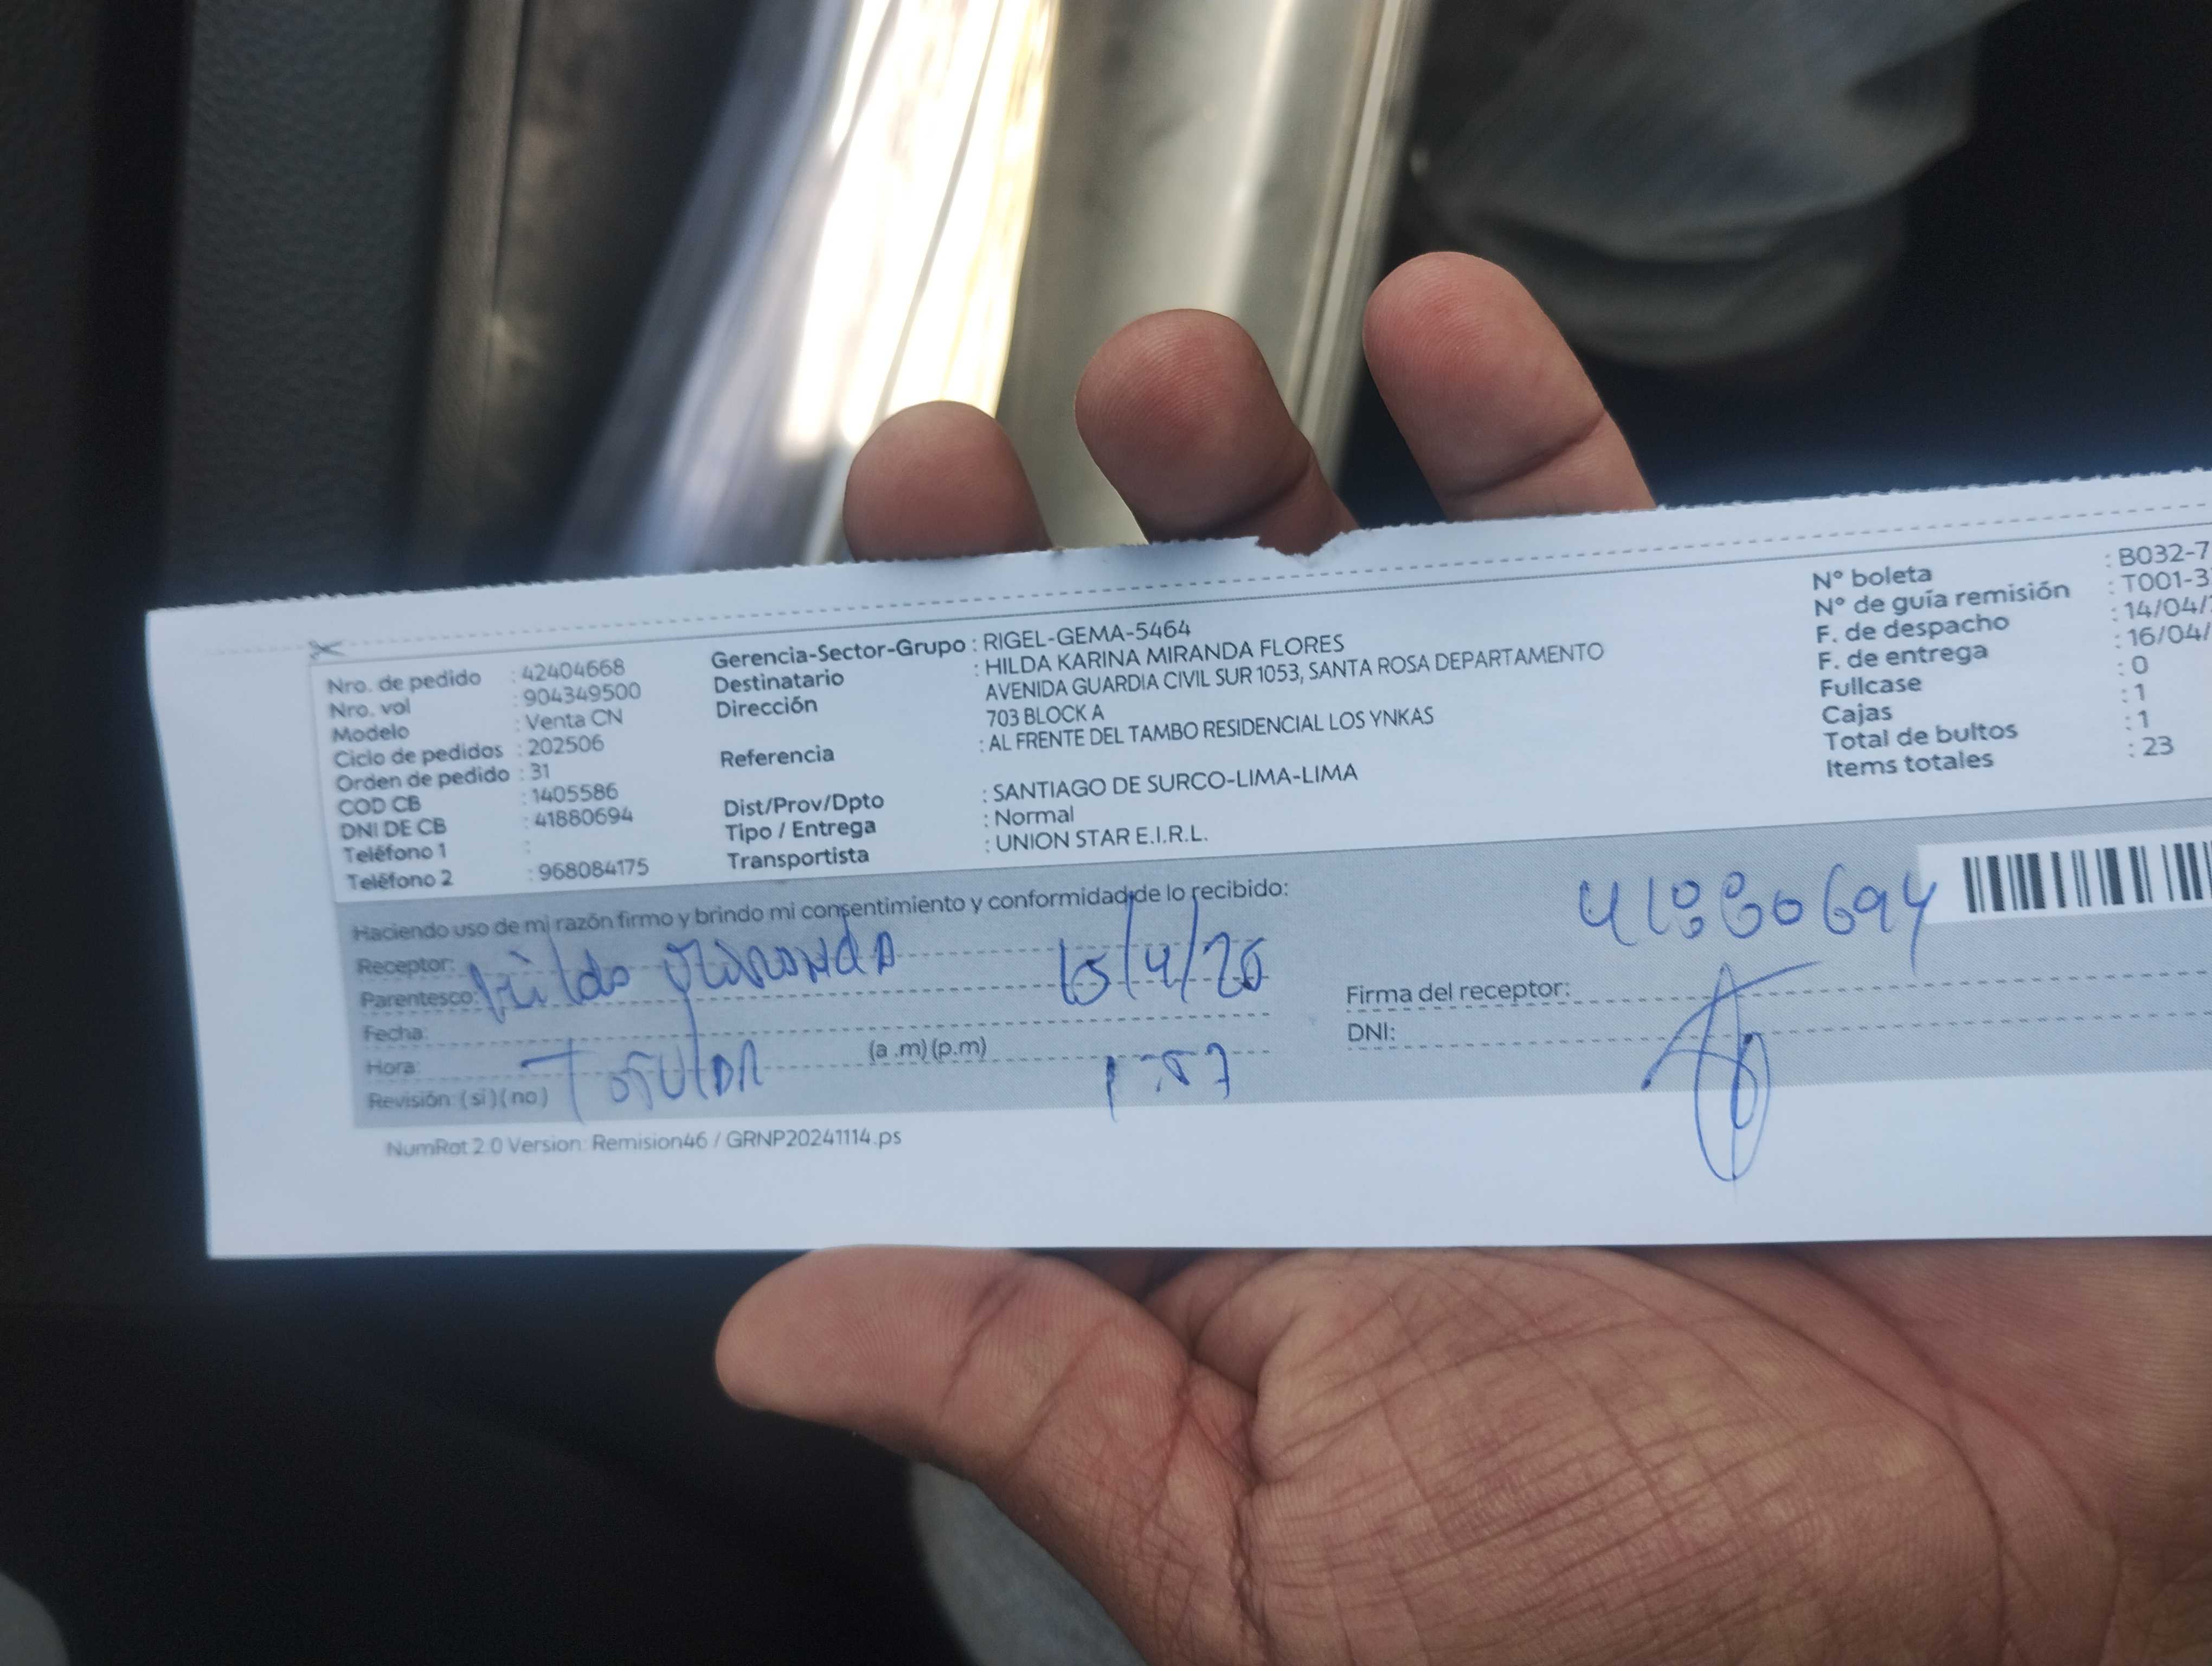 Nro. de pedido : 42404668
Nro. vol : 904349500
Modelo : Venta CN
Ciclo de pedidos : 202506
Orden de pedido : 31
COD CB : 1405586
DNI DE CB : 41880694
Teléfono 1 :
Teléfono 2 : 968084175
Gerencia-Sector-Grupo : RIGEL-GEMA-5464
Destinatario : HILDA KARINA MIRANDA FLORES
Dirección AVENIDA GUARDIA CIVIL SUR 1053, SANTA ROSA DEPARTAMENTO
703 BLOCK A
Referencia : AL FRENTE DEL TAMBO RESIDENCIAL LOS YNKAS
Dist/Prov/Dpto : SANTIAGO DE SURCO-LIMA-LIMA
Tipo / Entrega : Normal
Transportista : UNION STAR E.I.R.L.
N° boleta : B032-7
N° de guía remisión : T001-3
F. de despacho : 14/04/
F. de entrega : 16/04/
Fullcase : 0
Cajas : 1
Total de bultos : 1
Items totales : 23
Haciendo uso de mi razón firmo y brindo mi consentimiento y conformidad de lo recibido:
41880694
Receptor:
Parentesco:
Fecha:
Hora: (a .m) (p.m)
Revisión: ( si ) ( no )
Firma del receptor:
DNI:
NumRot 2.0 Version: Remision46 / GRNP20241114.ps